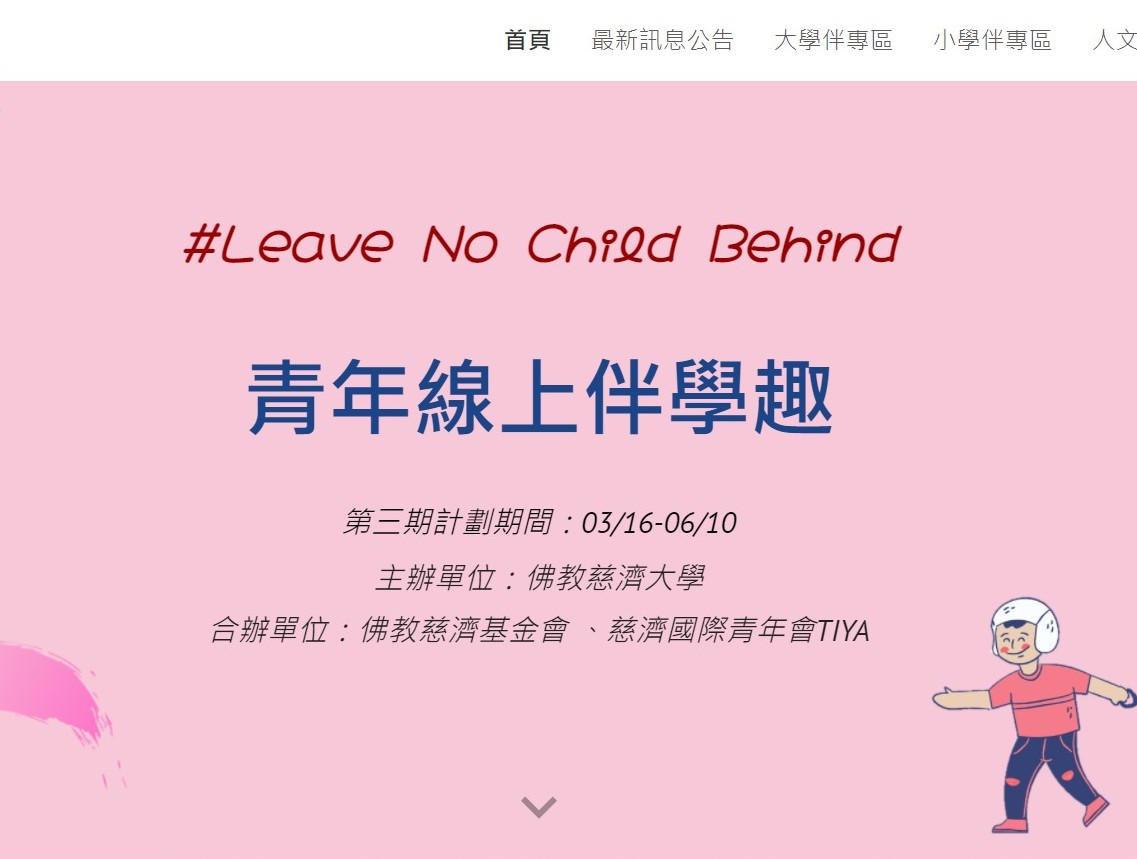 首頁 最新訊息公告 大學伴專區 小學伴專區 人文
#Leave No Child Behind
青年線上伴學趣
第三期計劃期間：03/16-06/10
主辦單位：佛教慈濟大學
合辦單位：佛教慈濟基金會、慈濟國際青年會TIYA